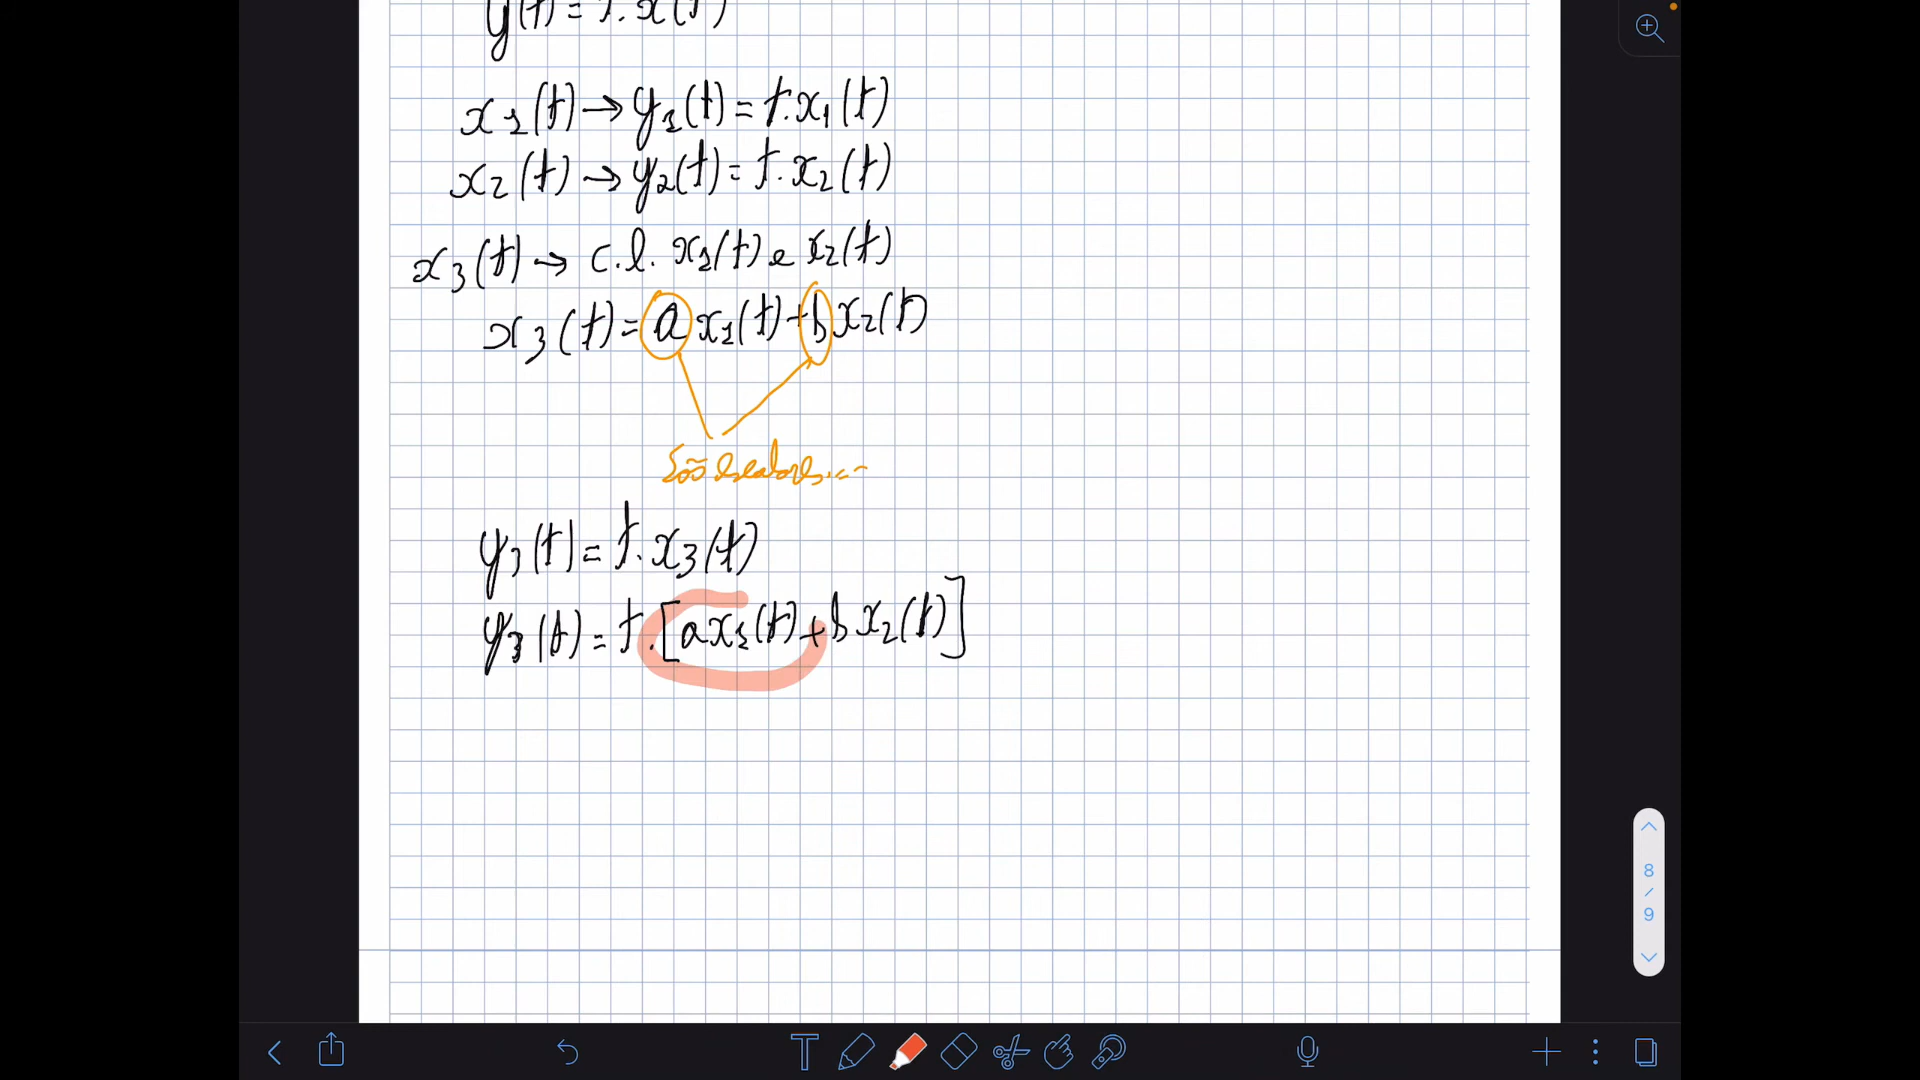 y(t) = t.x(t)
x1(t) → y1(t) = t.x1(t)
x2(t) → y2(t) = t.x2(t)
x3(t) → c.l. x1(t) e x2(t)
x3(t) = a x1(t) + b x2(t)
São escalares...
y3(t) = t.x3(t)
y3(t) = t.[a x1(t) + b x2(t)]
8
/
9
T